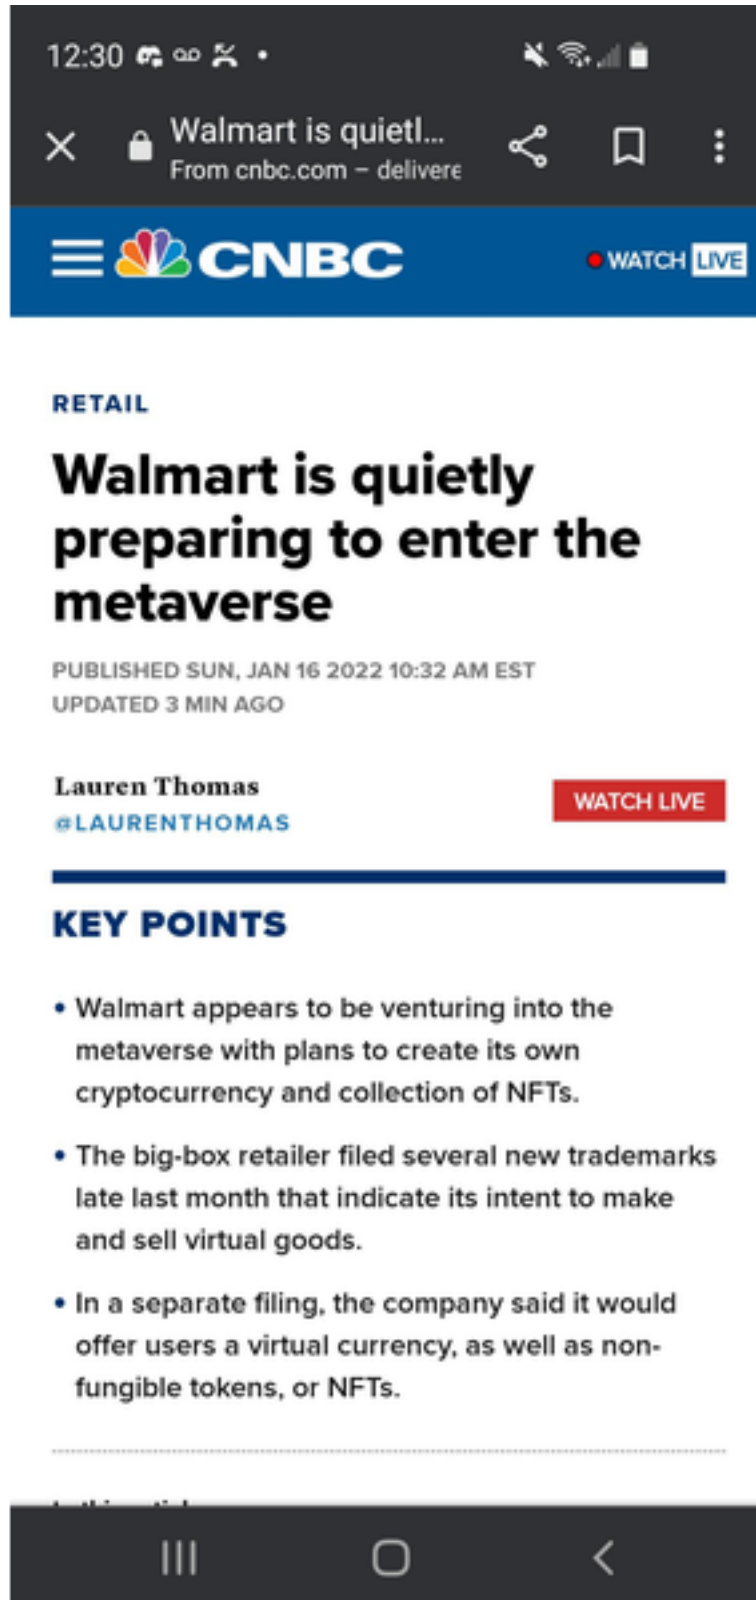 12:30
Walmart is quietl...
From cnbc.com – delivere
CNBC
WATCH LIVE
RETAIL
Walmart is quietly
preparing to enter the
metaverse
PUBLISHED SUN, JAN 16 2022 10:32 AM EST
UPDATED 3 MIN AGO
Lauren Thomas
@LAURENTHOMAS
WATCH LIVE
KEY POINTS
• Walmart appears to be venturing into the
metaverse with plans to create its own
cryptocurrency and collection of NFTs.
• The big-box retailer filed several new trademarks
late last month that indicate its intent to make
and sell virtual goods.
• In a separate filing, the company said it would
offer users a virtual currency, as well as non-
fungible tokens, or NFTs.